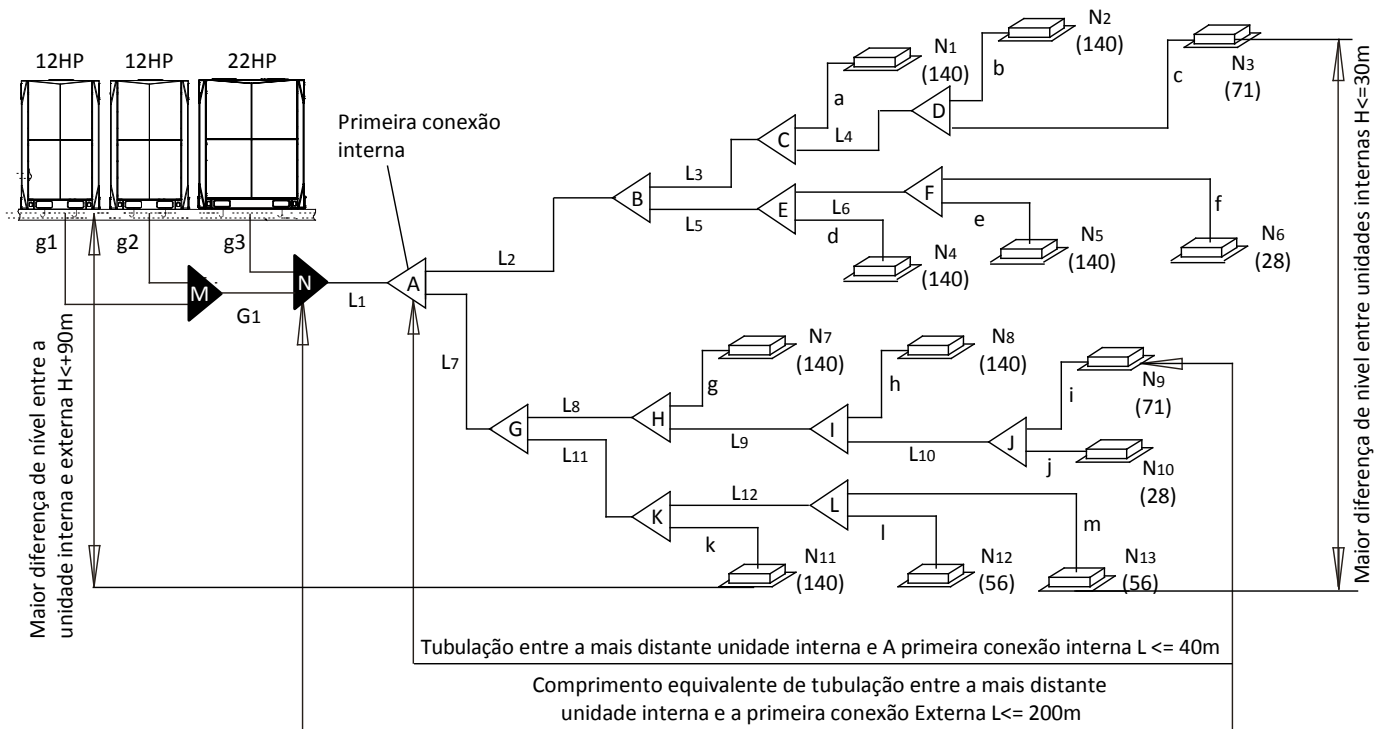 12HP
12HP
22HP
Primeira conexão
interna
g1
g2
g3
M
G1
N
L1
A
L2
B
L3
C
a
N1
(140)
L4
D
b
N2
(140)
c
N3
(71)
L5
E
L6
d
N4
(140)
F
e
N5
(140)
f
N6
(28)
L7
G
L8
H
g
N7
(140)
L9
I
h
N8
(140)
L10
J
i
N9
(71)
j
N10
(28)
L11
K
k
N11
(140)
L12
L
l
N12
(56)
m
N13
(56)
Maior diferença de nível entre a
unidade interna e externa H<+90m
Maior diferença de nivel entre unidades internas H<=30m
Tubulação entre a mais distante unidade interna e A primeira conexão interna L <= 40m
Comprimento equivalente de tubulação entre a mais distante
unidade interna e a primeira conexão Externa L<= 200m